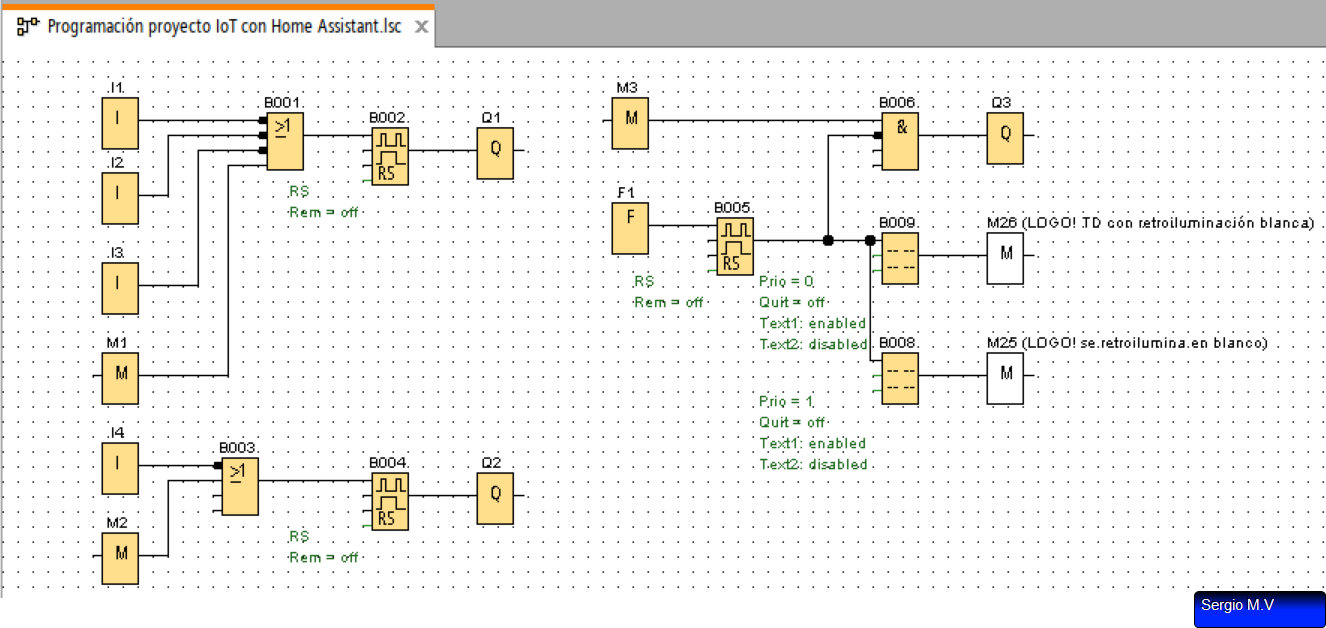 Programación proyecto IoT con Home Assistant.lsc
I1
I
B001
≥1
B002
RS
Q1
Q
I2
I
RS
Rem = off
I3
I
M1
M
I4
I
B003
≥1
B004
RS
Q2
Q
M2
M
RS
Rem = off
M3
M
B006
&
Q3
Q
F1
F
B005
RS
RS
Rem = off
B009
M26 (LOGO! TD con retroiluminación blanca)
M
Prio = 0
Quit = off
Text1: enabled
Text2: disabled
B008
M25 (LOGO! se retroilumina en blanco)
M
Prio = 1
Quit = off
Text1: enabled
Text2: disabled
Sergio M.V